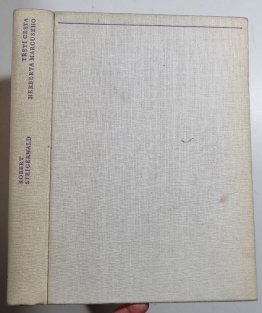 ROBERT
STEIGERWALD
TŘETÍ CESTA
HERBERTA MARCUSEHO